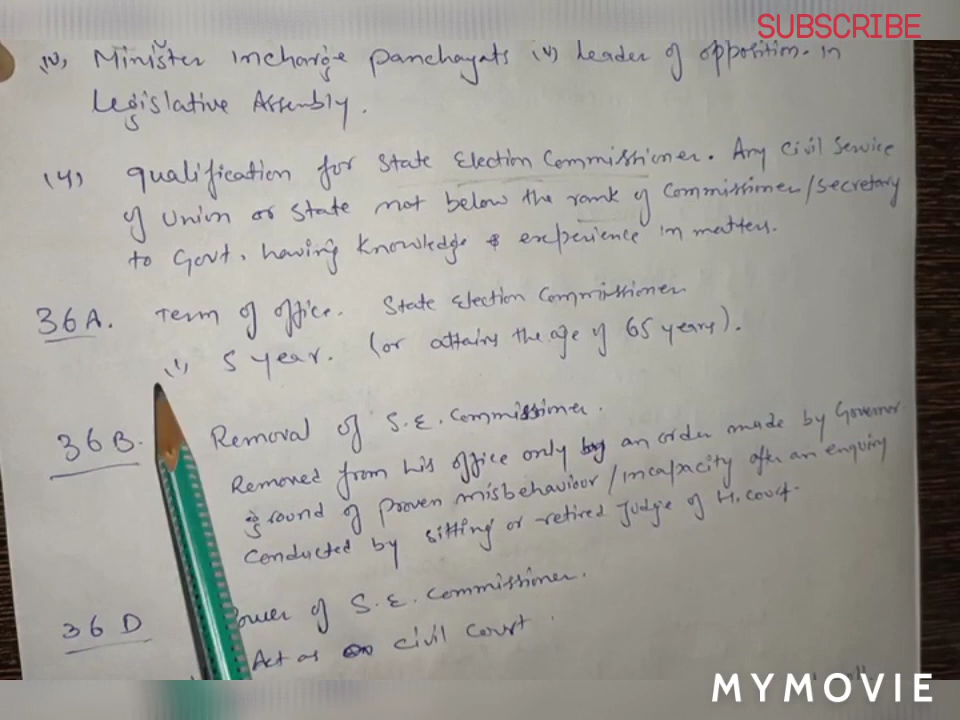 SUBSCRIBE
(iv) Minister incharge panchayats (v) Leader of opposition. in
Legislative Assembly.
(4) qualification for State Election Commissioner. Any Civil Service
of Union or State not below the rank of Commissioner/Secretary
to Govt. having knowledge & experience in matters.
36A. Term of office. State Election Commissioner
(1) 5 year. (or attains the age of 65 years).
36B. Removal of S.E. Commissioner.
Removed from his office only by an order made by Governor
ground of proven misbehaviour/incapacity after an enquiry
Conducted by sitting or retired Judge of H. Court.
36 D Power of S.E. Commissioner.
Act as civil Court.
MYMOVIE